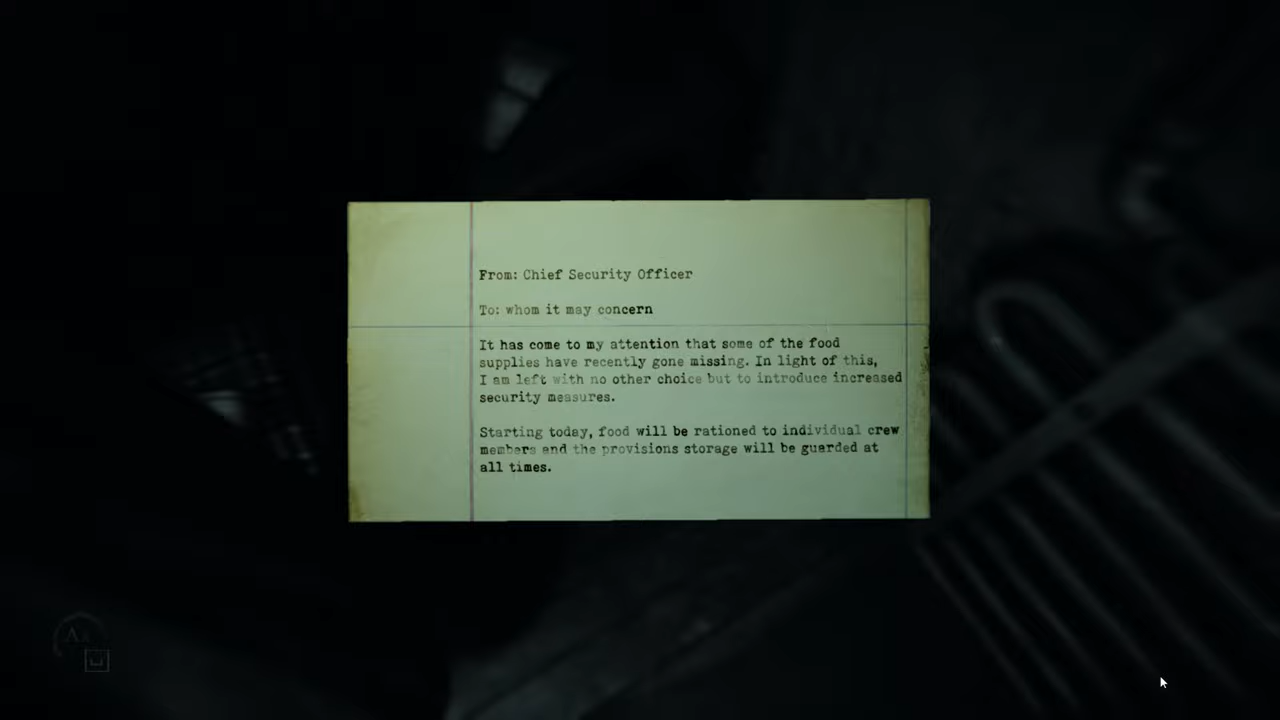 From: Chief Security Officer
To: whom it may concern
It has come to my attention that some of the food
supplies have recently gone missing. In light of this,
I am left with no other choice but to introduce increased
security measures.
Starting today, food will be rationed to individual crew
members and the provisions storage will be guarded at
all times.